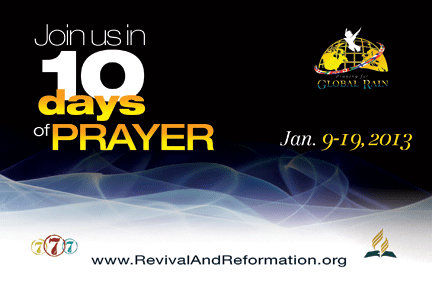 Join us in
10
days
of PRAYER
Praying for
GLOBAL RAIN
Jan. 9-19, 2013
777
www.RevivalAndReformation.org